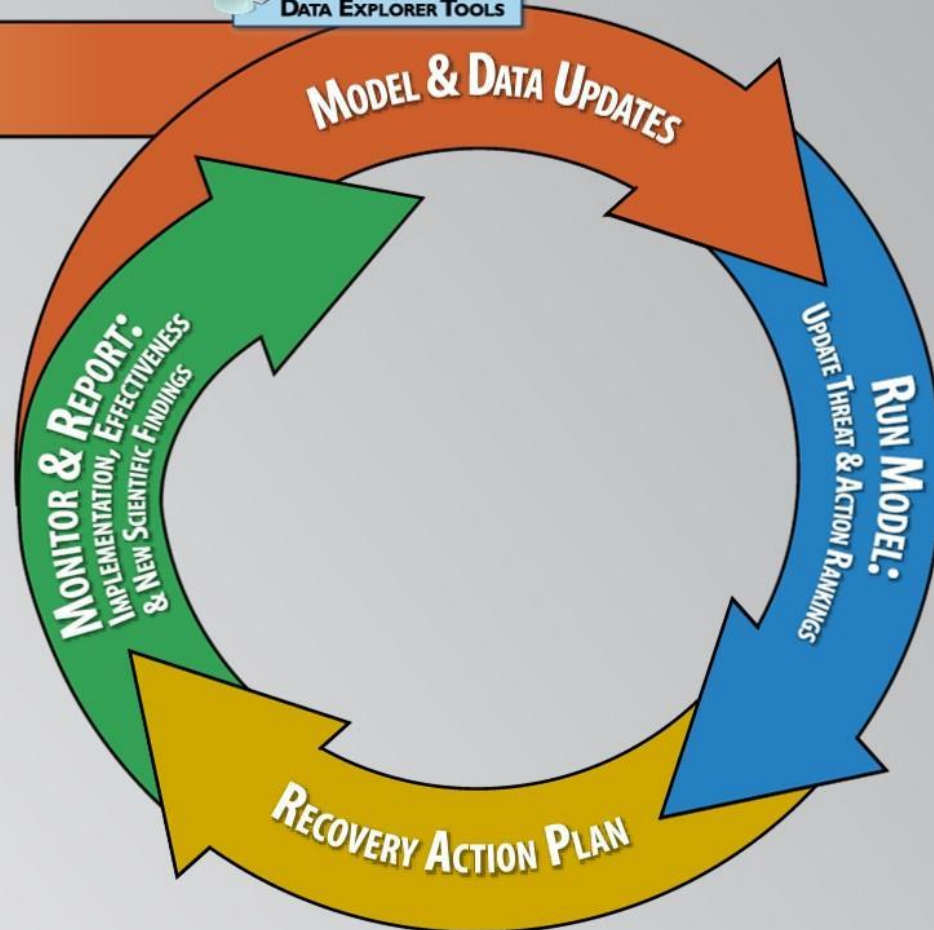 DATA EXPLORER TOOLS
MODEL & DATA UPDATES
RUN MODEL:
UPDATE THREAT & ACTION RANKINGS
RECOVERY ACTION PLAN
MONITOR & REPORT:
IMPLEMENTATION, EFFECTIVENESS
& NEW SCIENTIFIC FINDINGS